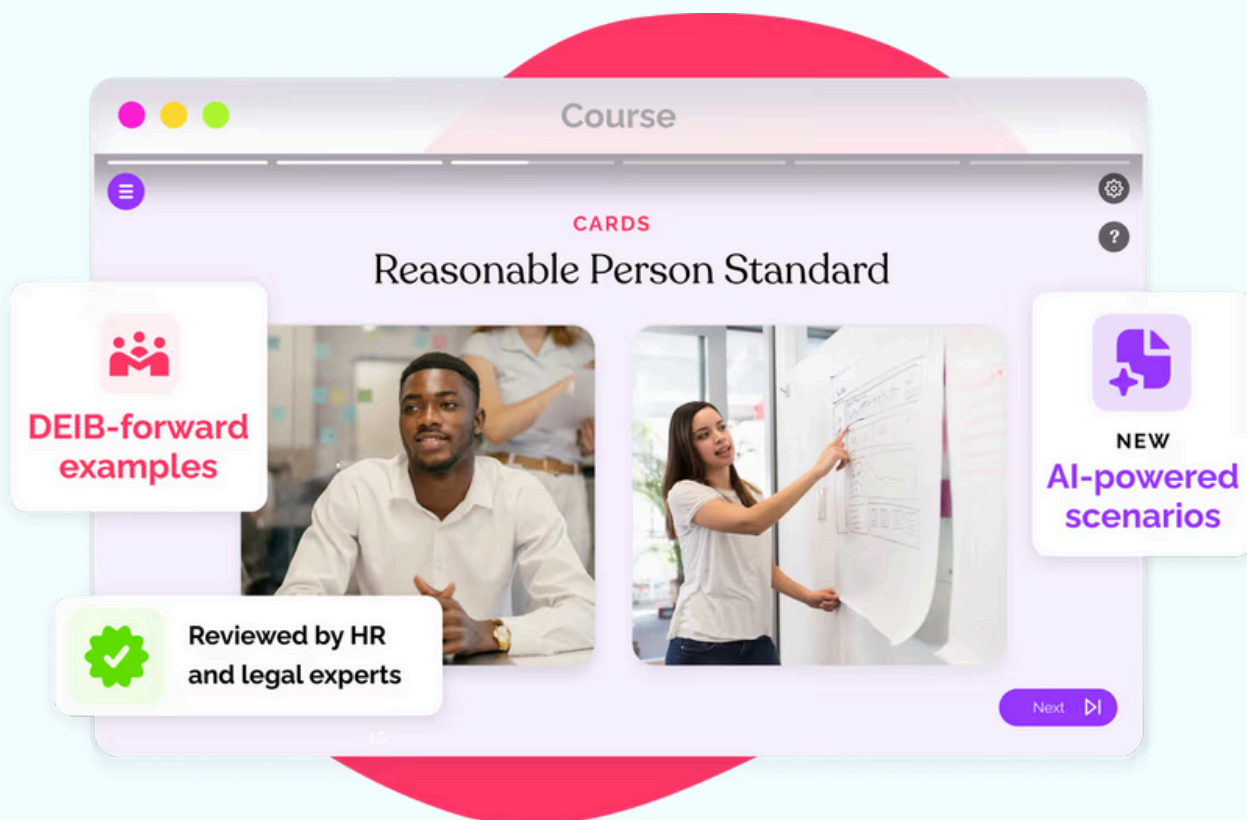 Course
CARDS
Reasonable Person Standard
?
DEIB-forward
examples
NEW
AI-powered
scenarios
Reviewed by HR
and legal experts
Next